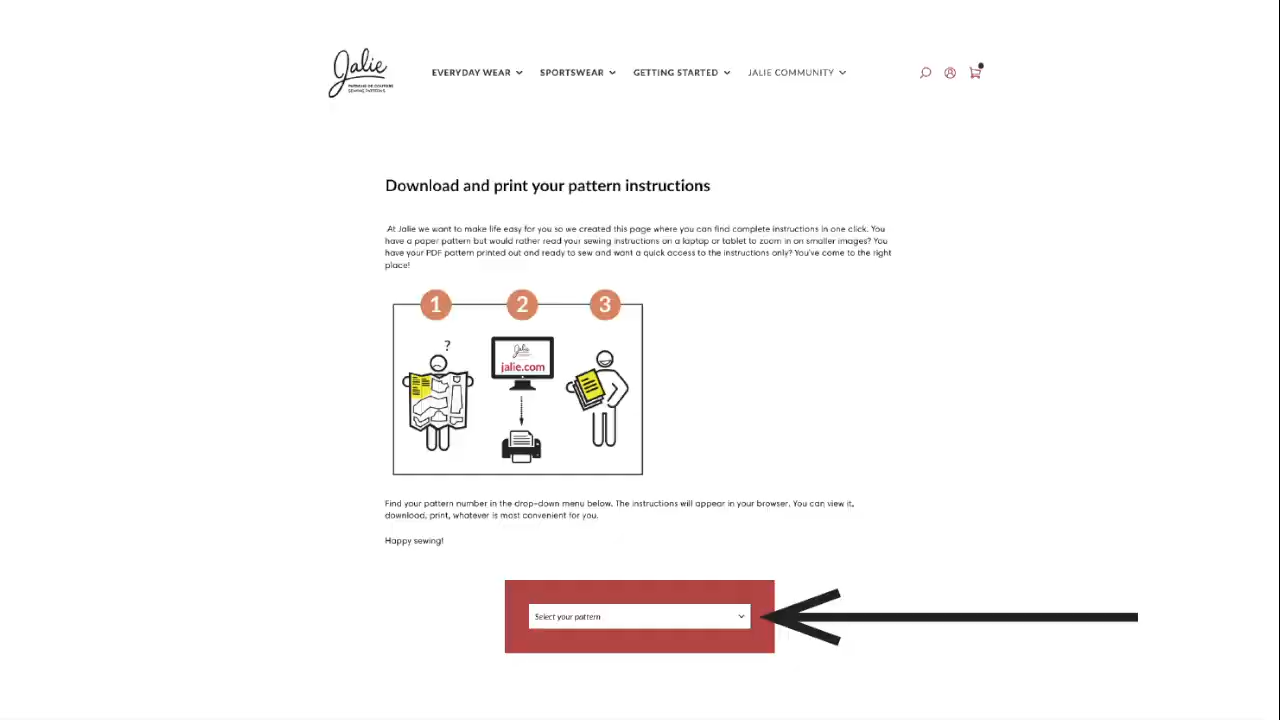 Jalie
PATRONS DE COUTURE
SEWING PATTERNS
EVERYDAY WEAR
SPORTSWEAR
GETTING STARTED
JALIE COMMUNITY
Download and print your pattern instructions
At Jalie we want to make life easy for you so we created this page where you can find complete instructions in one click. You
have a paper pattern but would rather read your sewing instructions on a laptop or tablet to zoom in on smaller images? You
have your PDF pattern printed out and ready to sew and want a quick access to the instructions only? You've come to the right
place!
1 2 3
?
Jalie
jalie.com
Find your pattern number in the drop-down menu below. The instructions will appear in your browser. You can view it,
download, print, whatever is most convenient for you.
Happy sewing!
Select your pattern